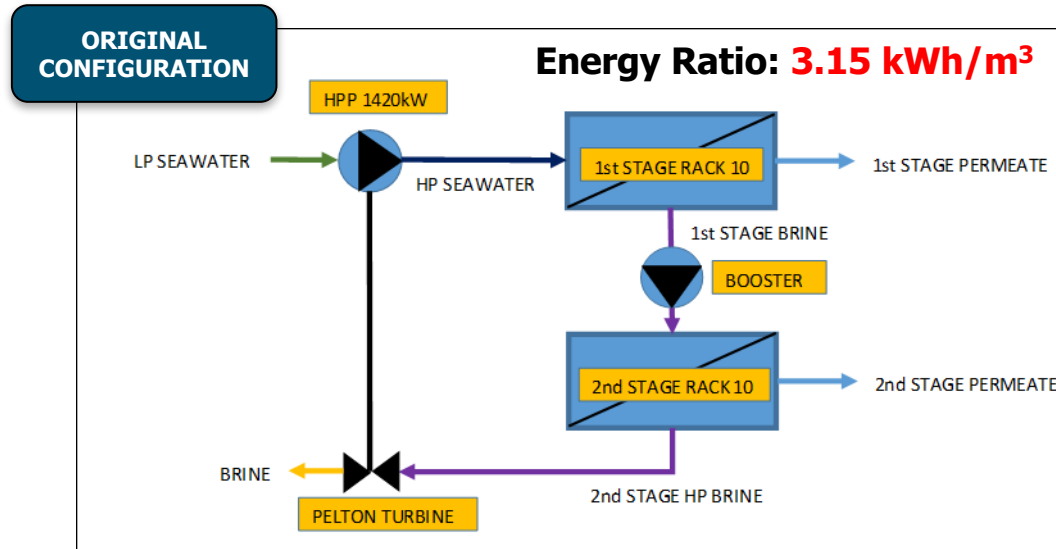 ORIGINAL
CONFIGURATION
Energy Ratio: 3.15 kWh/m³
HPP 1420kW
LP SEAWATER
HP SEAWATER
1st STAGE RACK 10
1st STAGE PERMEATE
1st STAGE BRINE
BOOSTER
2nd STAGE RACK 10
2nd STAGE PERMEATE
BRINE
2nd STAGE HP BRINE
PELTON TURBINE